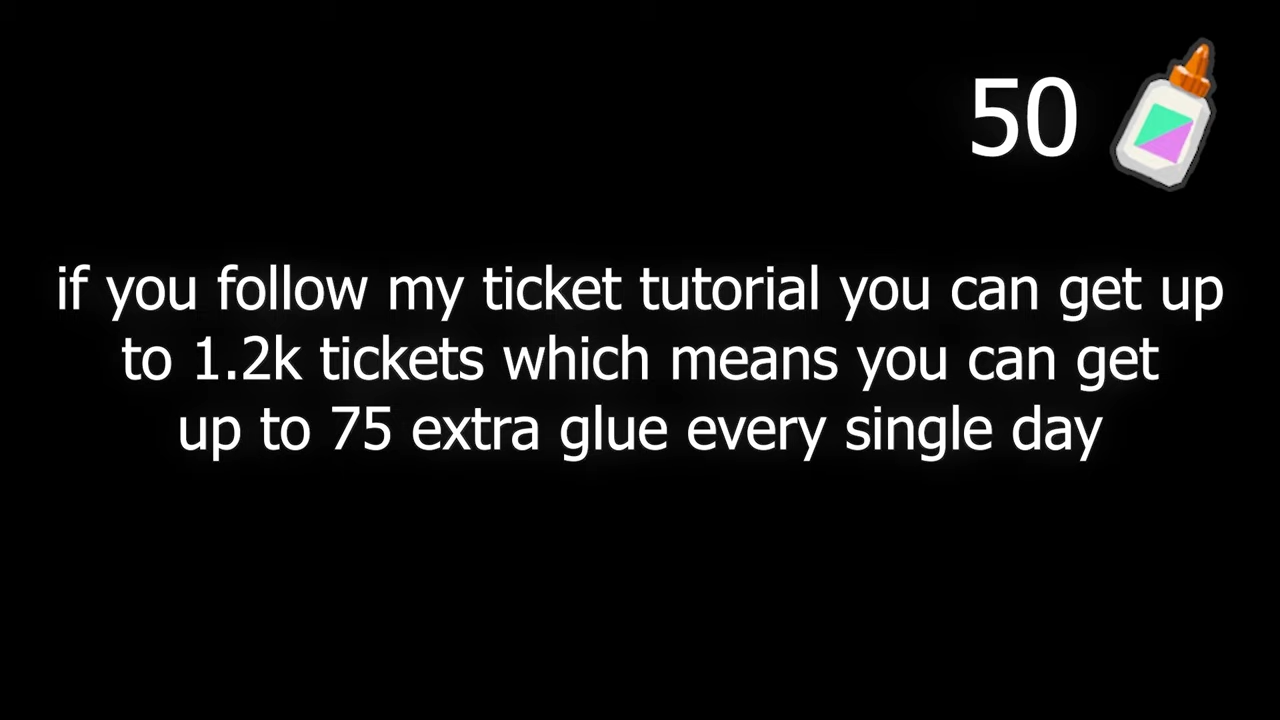 50
if you follow my ticket tutorial you can get up
to 1.2k tickets which means you can get
up to 75 extra glue every single day